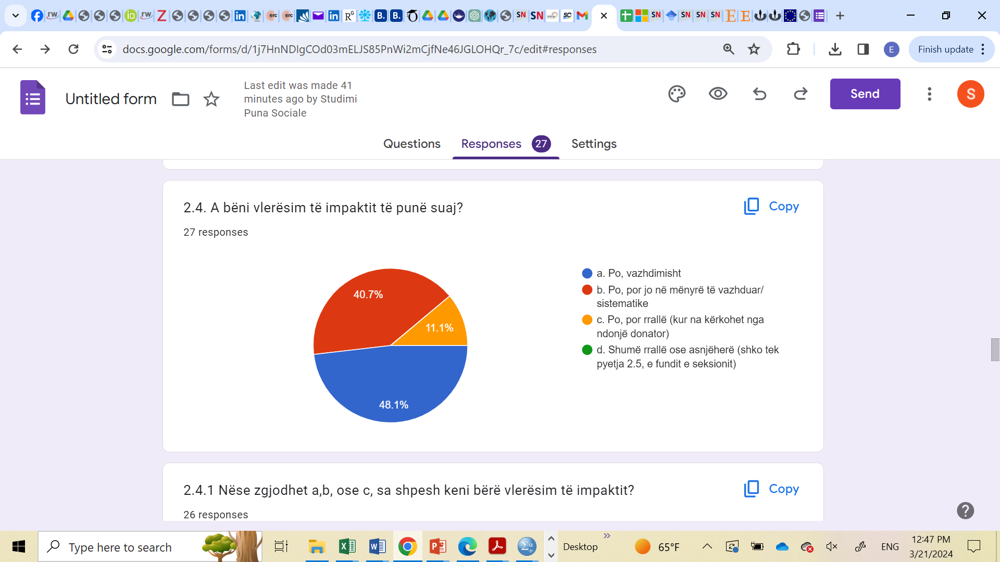 docs.google.com/forms/d/1j7HnNDIgCOd03mELJS85PnWi2mCjfNe46JGLOHQr_7c/edit#responses
E
Finish update
Untitled form
Last edit was made 41
minutes ago by Studimi
Puna Sociale
Send
S
Questions
Responses 27
Settings
2.4. A bëni vlerësim të impaktit të punë suaj?
Copy
27 responses
40.7%
11.1%
48.1%
a. Po, vazhdimisht
b. Po, por jo në mënyrë të vazhduar/
sistematike
c. Po, por rrallë (kur na kërkohet nga
ndonjë donator)
d. Shumë rrallë ose asnjëherë (shko tek
pyetja 2.5, e fundit e seksionit)
2.4.1 Nëse zgjodhet a,b, ose c, sa shpesh keni bërë vlerësim të impaktit?
Copy
26 responses
Type here to search
Desktop
65°F
ENG
12:47 PM
3/21/2024